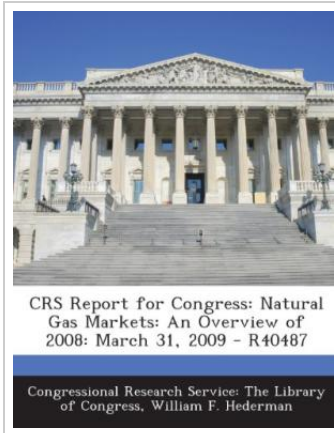 CRS Report for Congress: Natural
Gas Markets: An Overview of
2008: March 31, 2009 - R40487
Congressional Research Service: The Library
of Congress, William F. Hederman